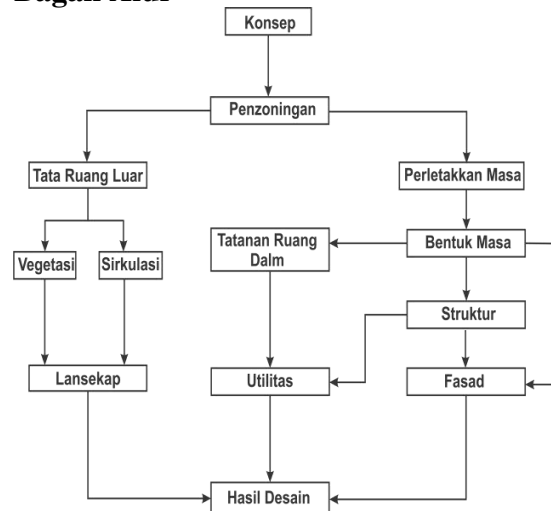 Bagan Alur
Konsep
Penzoningan
Tata Ruang Luar
Perletakkan Masa
Tatanan Ruang
Dalm
Bentuk Masa
Vegetasi
Sirkulasi
Struktur
Lansekap
Utilitas
Fasad
Hasil Desain